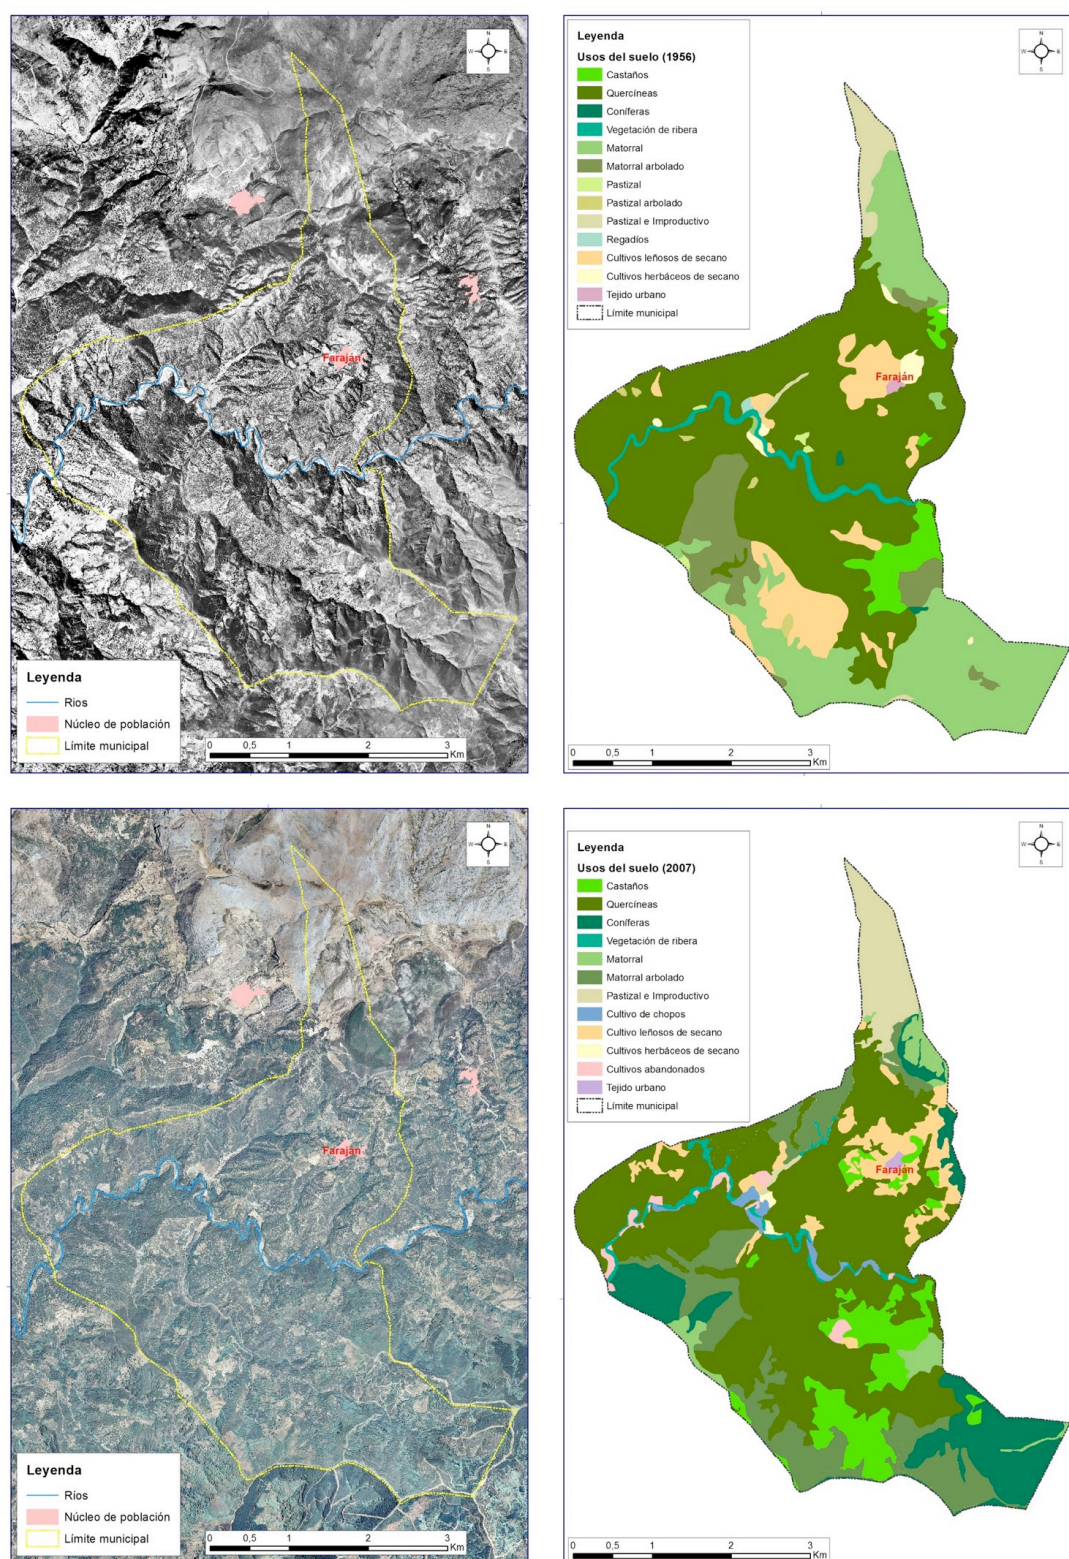 N
W
E
S
Faraján
Leyenda
Rios
Núcleo de población
Límite municipal
0 0,5 1 2 3
Km
Leyenda
Usos del suelo (1956)
Castaños
Quercíneas
Coníferas
Vegetación de ribera
Matorral
Matorral arbolado
Pastizal
Pastizal arbolado
Pastizal e Improductivo
Regadíos
Cultivos leñosos de secano
Cultivos herbáceos de secano
Tejido urbano
Límite municipal
N
W
E
S
Faraján
0 0,5 1 2 3
Km
N
W
E
S
Faraján
Leyenda
Ríos
Núcleo de población
Límite municipal
0 0,5 1 2 3
Km
Leyenda
Usos del suelo (2007)
Castaños
Quercíneas
Coníferas
Vegetación de ribera
Matorral
Matorral arbolado
Pastizal e Improductivo
Cultivo de chopos
Cultivo leñosos de secano
Cultivos herbáceos de secano
Cultivos abandonados
Tejido urbano
Límite municipal
N
W
E
S
Faraján
0 0,5 1 2 3
Km